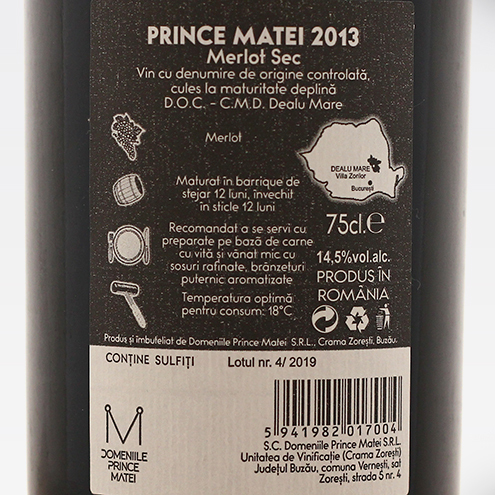 PRINCE MATEI 2013
Merlot Sec
Vin cu denumire de origine controlată,
cules la maturitate deplină
D.O.C. - C.M.D. Dealu Mare
Merlot
DEALU MARE
Villa Zorilor
București
Maturat în barrique de
stejar 12 luni, învechit
în sticle 12 luni
75cl.e
Recomandat a se servi cu
preparate pe bază de carne
cu vită și vânat mic cu
sosuri rafinate, brânzeturi
puternic aromatizate
14,5%vol.alc.
PRODUS ÎN
ROMÂNIA
Temperatura optimă
pentru consum: 18°C
Produs și îmbuteliat de Domeniile Prince Matei S.R.L., Crama Zorești, Buzău.
CONȚINE SULFIȚI
Lotul nr. 4/ 2019
5 941982 017004
M
DOMENIILE
PRINCE
MATEI
S.C. Domeniile Prince Matei S.R.L.
Unitatea de Vinificație (Crama Zorești)
Județul Buzău, comuna Vernești, sat
Zorești, strada 5 nr. 4